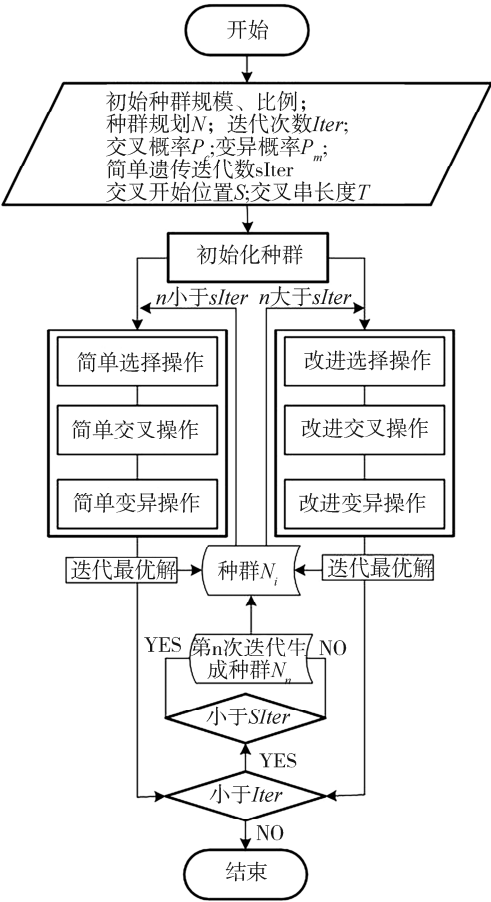 开始
初始种群规模、比例；
种群规划N；迭代次数Iter;
交叉概率Pc;变异概率Pm;
简单遗传迭代数sIter
交叉开始位置S;交叉串长度T
初始化种群
n小于sIter
n大于sIter
简单选择操作
改进选择操作
简单交叉操作
改进交叉操作
简单变异操作
改进变异操作
迭代最优解
种群Ni
迭代最优解
YES
第n次迭代生
成种群Nn
NO
小于SIter
YES
小于Iter
NO
结束